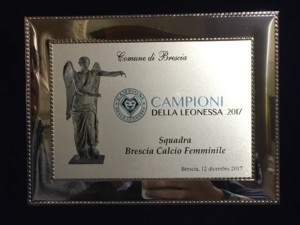 Comune di Brescia
CAMPIONI
DELLA LEONESSA 2017
Squadra
Brescia Calcio Femminile
Brescia, 12 dicembre 2017